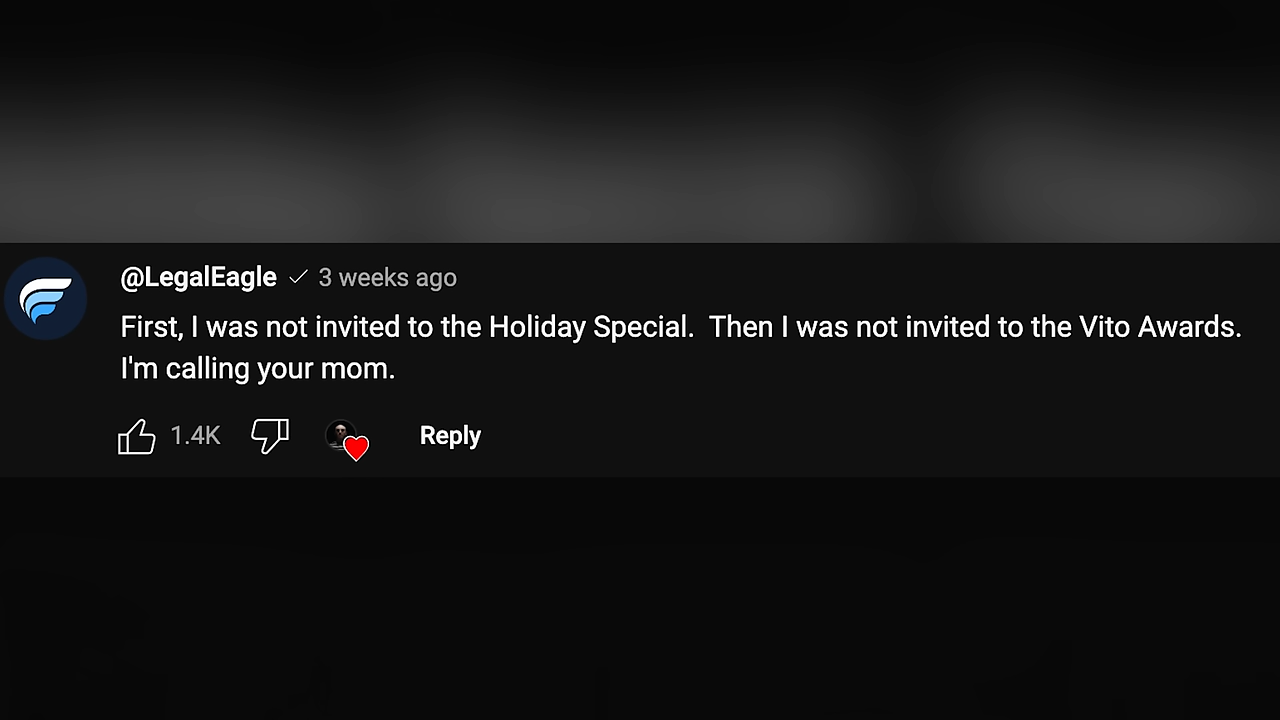 @LegalEagle 3 weeks ago
First, I was not invited to the Holiday Special.  Then I was not invited to the Vito Awards.
I'm calling your mom.
1.4K Reply